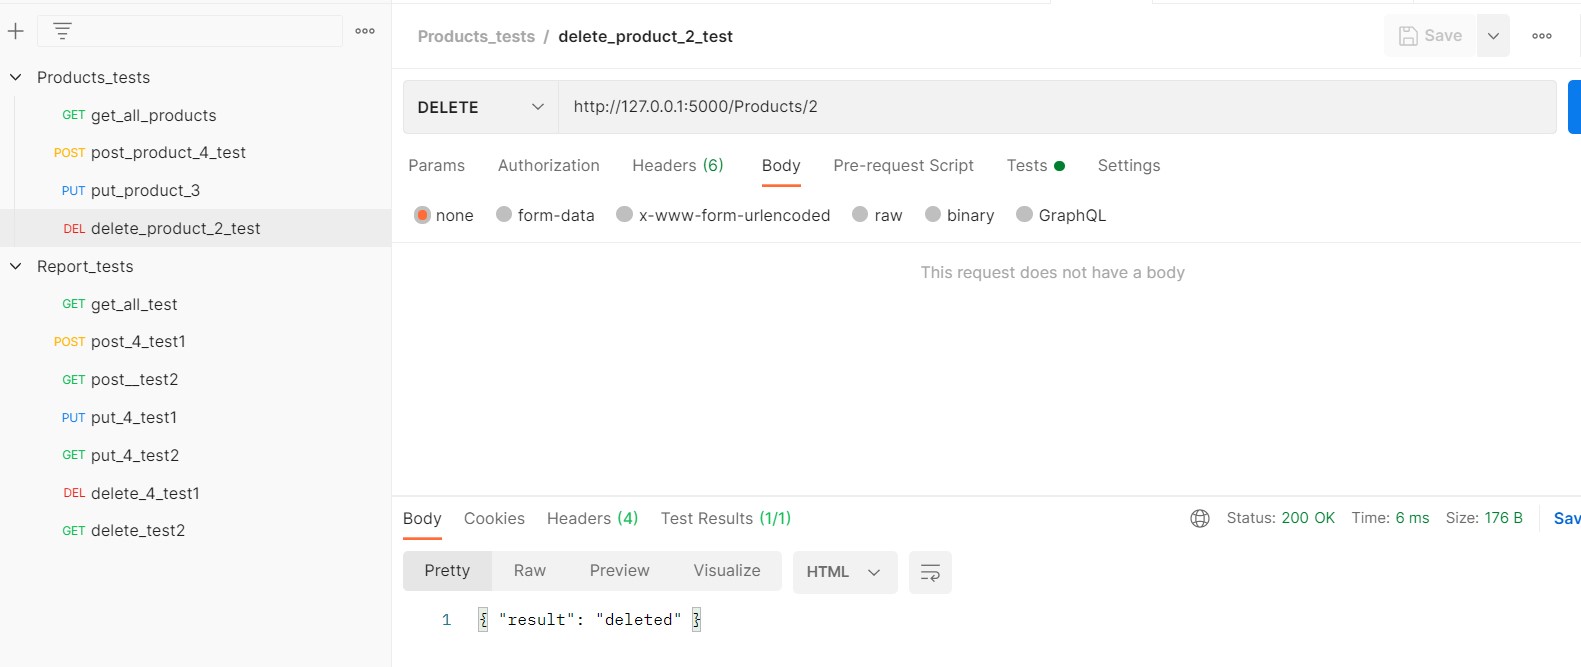 Products_tests
GET get_all_products
POST post_product_4_test
PUT put_product_3
DEL delete_product_2_test
Report_tests
GET get_all_test
POST post_4_test1
GET post__test2
PUT put_4_test1
GET put_4_test2
DEL delete_4_test1
GET delete_test2
Products_tests / delete_product_2_test
Save
DELETE http://127.0.0.1:5000/Products/2
Params Authorization Headers (6) Body Pre-request Script Tests Settings
none form-data x-www-form-urlencoded raw binary GraphQL
This request does not have a body
Body Cookies Headers (4) Test Results (1/1) Status: 200 OK Time: 6 ms Size: 176 B Sav
Pretty Raw Preview Visualize HTML
1 { "result": "deleted" }